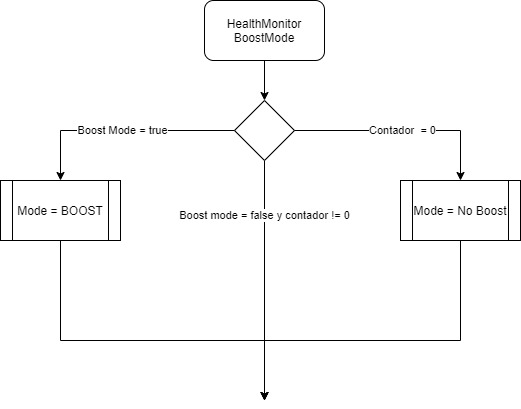 HealthMonitor
BoostMode
Boost Mode = true
Contador = 0
Mode = BOOST
Boost mode = false y contador != 0
Mode = No Boost